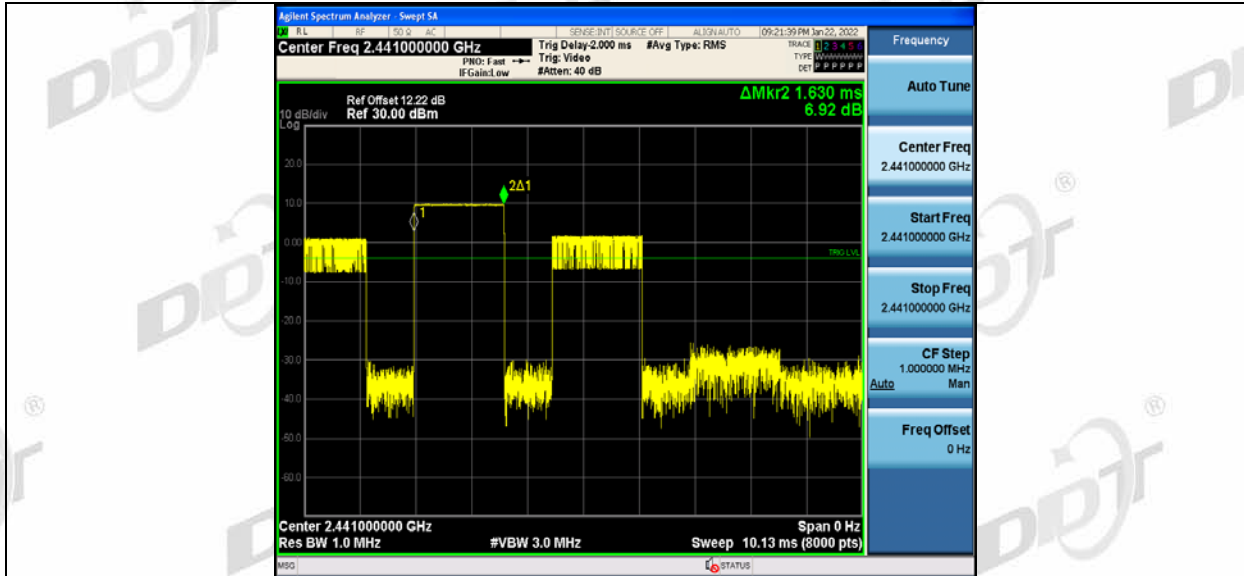 Agilent Spectrum Analyzer - Swept SA
RL RF 50 Ω AC SENSE:INT SOURCE OFF ALIGNAUTO 09:21:39 PM Jan 22, 2022
Center Freq 2.441000000 GHz
PNO: Fast
IFGain:Low
Trig Delay-2.000 ms
Trig: Video
#Atten: 40 dB
#Avg Type: RMS
TRACE 1 2 3 4 5 6
TYPE W
DET P P P P P P
Ref Offset 12.22 dB
10 dB/div Ref 30.00 dBm
Log
ΔMkr2 1.630 ms
6.92 dB
20.0
10.0
0.00
-10.0
-20.0
-30.0
-40.0
-50.0
-60.0
1
2Δ1
TRIG LVL
Center 2.441000000 GHz Span 0 Hz
Res BW 1.0 MHz #VBW 3.0 MHz Sweep 10.13 ms (8000 pts)
MSG STATUS
Frequency
Auto Tune
Center Freq
2.441000000 GHz
Start Freq
2.441000000 GHz
Stop Freq
2.441000000 GHz
CF Step
1.000000 MHz
Auto Man
Freq Offset
0 Hz
DDT
®